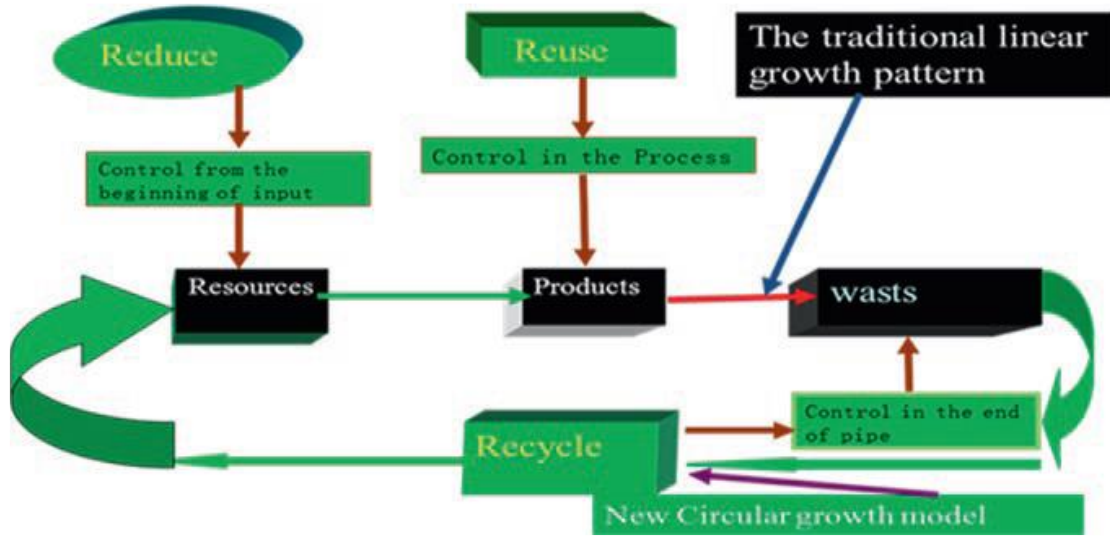 Reduce
Reuse
The traditional linear
growth pattern
Control from the
beginning of input
Control in the Process
Resources
Products
wasts
Control in the end
of pipe
Recycle
New Circular growth model